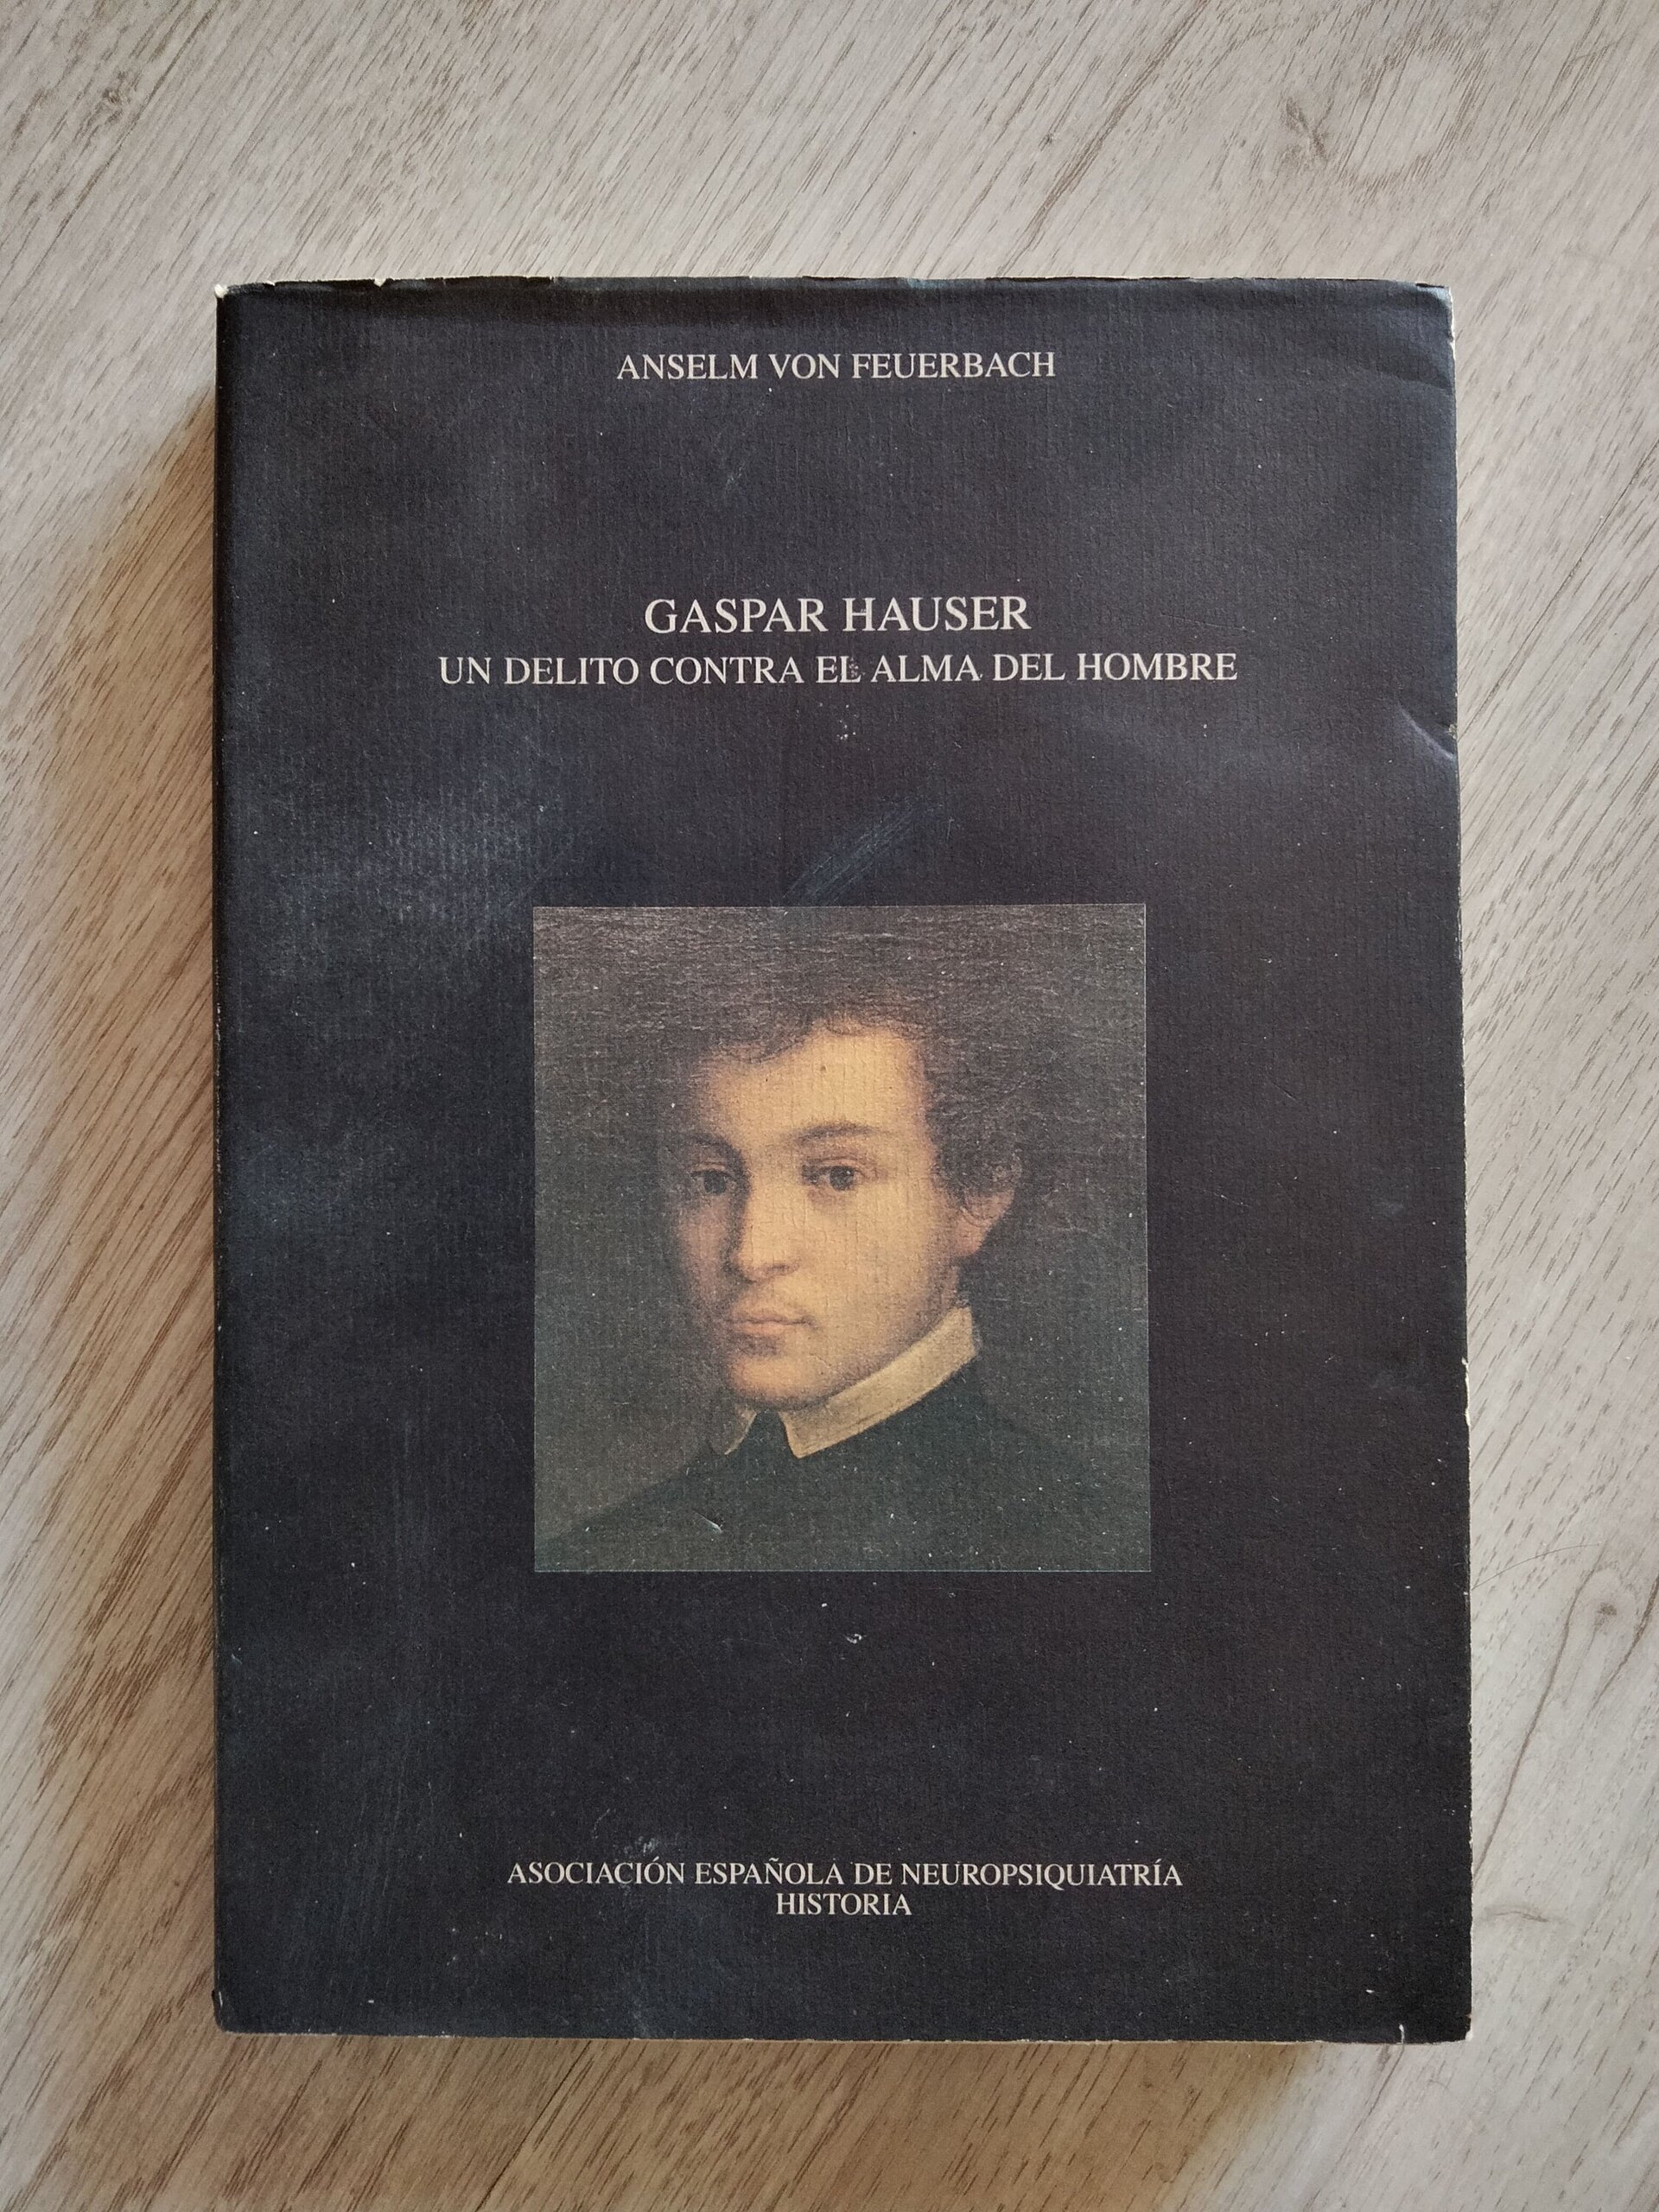 ANSELM VON FEUERBACH
GASPAR HAUSER
UN DELITO CONTRA EL ALMA DEL HOMBRE
ASOCIACIÓN ESPAÑOLA DE NEUROPSIQUIATRÍA
HISTORIA